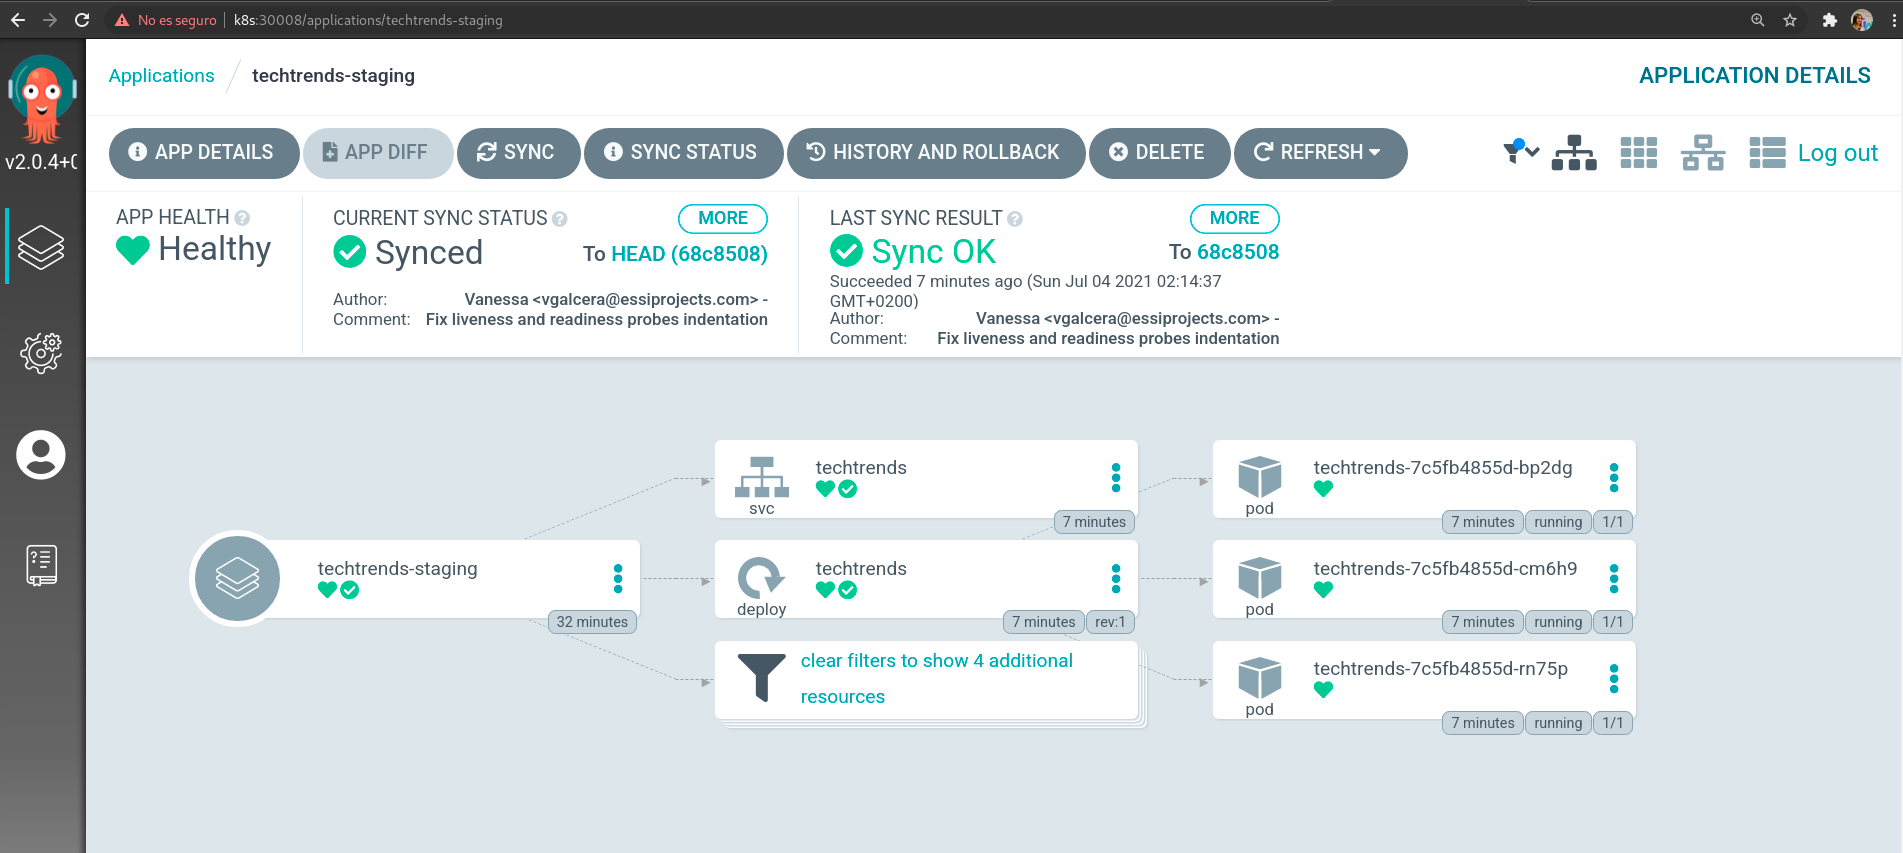 No es seguro
k8s:30008/applications/techtrends-staging
v2.0.4+0
Applications
techtrends-staging
APPLICATION DETAILS
APP DETAILS
APP DIFF
SYNC
SYNC STATUS
HISTORY AND ROLLBACK
DELETE
REFRESH
Log out
APP HEALTH
Healthy
CURRENT SYNC STATUS
MORE
Synced
To HEAD (68c8508)
Author: Vanessa <vgalcera@essiprojects.com> -
Comment: Fix liveness and readiness probes indentation
LAST SYNC RESULT
MORE
Sync OK
To 68c8508
Succeeded 7 minutes ago (Sun Jul 04 2021 02:14:37
GMT+0200)
Author: Vanessa <vgalcera@essiprojects.com> -
Comment: Fix liveness and readiness probes indentation
techtrends-staging
32 minutes
svc
techtrends
7 minutes
deploy
techtrends
7 minutes
rev:1
clear filters to show 4 additional
resources
pod
techtrends-7c5fb4855d-bp2dg
7 minutes
running
1/1
pod
techtrends-7c5fb4855d-cm6h9
7 minutes
running
1/1
pod
techtrends-7c5fb4855d-rn75p
7 minutes
running
1/1